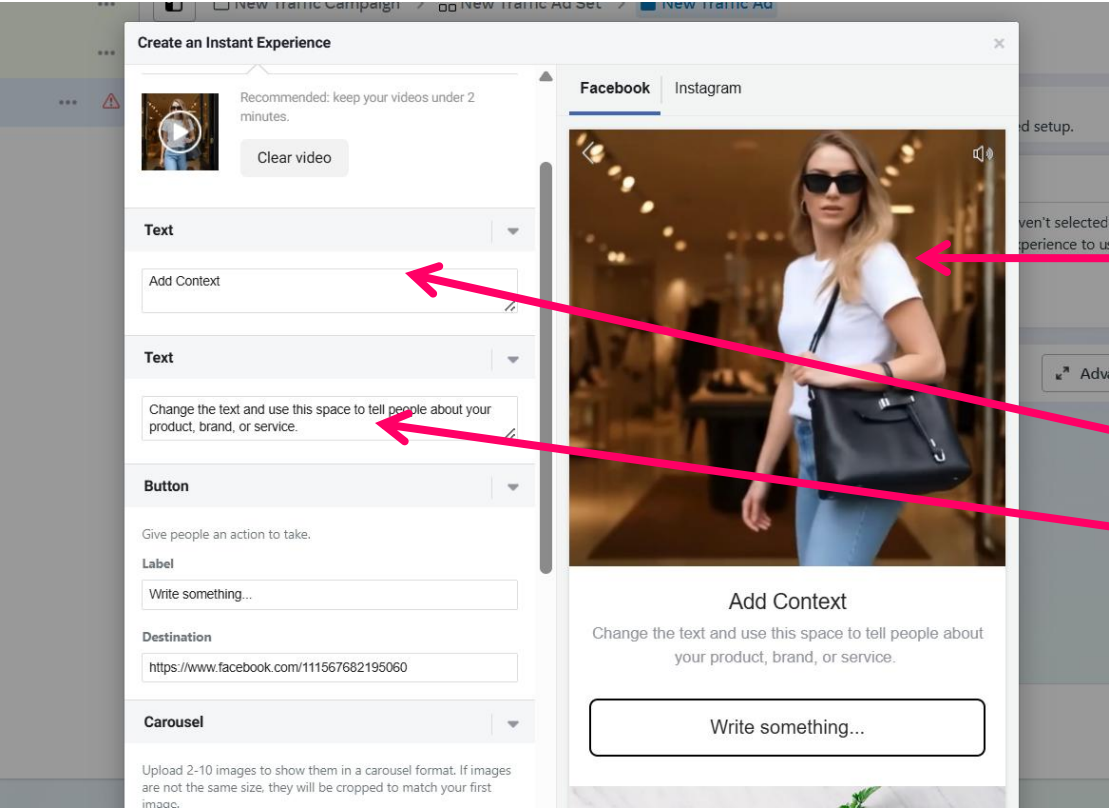 New Traffic Campaign > New Traffic Ad Set > New Traffic Ad
Create an Instant Experience
Recommended: keep your videos under 2
minutes.
Clear video
Text
Add Context
Text
Change the text and use this space to tell people about your
product, brand, or service.
Button
Give people an action to take.
Label
Write something...
Destination
https://www.facebook.com/111567682195060
Carousel
Upload 2-10 images to show them in a carousel format. If images
are not the same size, they will be cropped to match your first
image.
Facebook
Instagram
Add Context
Change the text and use this space to tell people about
your product, brand, or service.
Write something...
setup.
selected
to